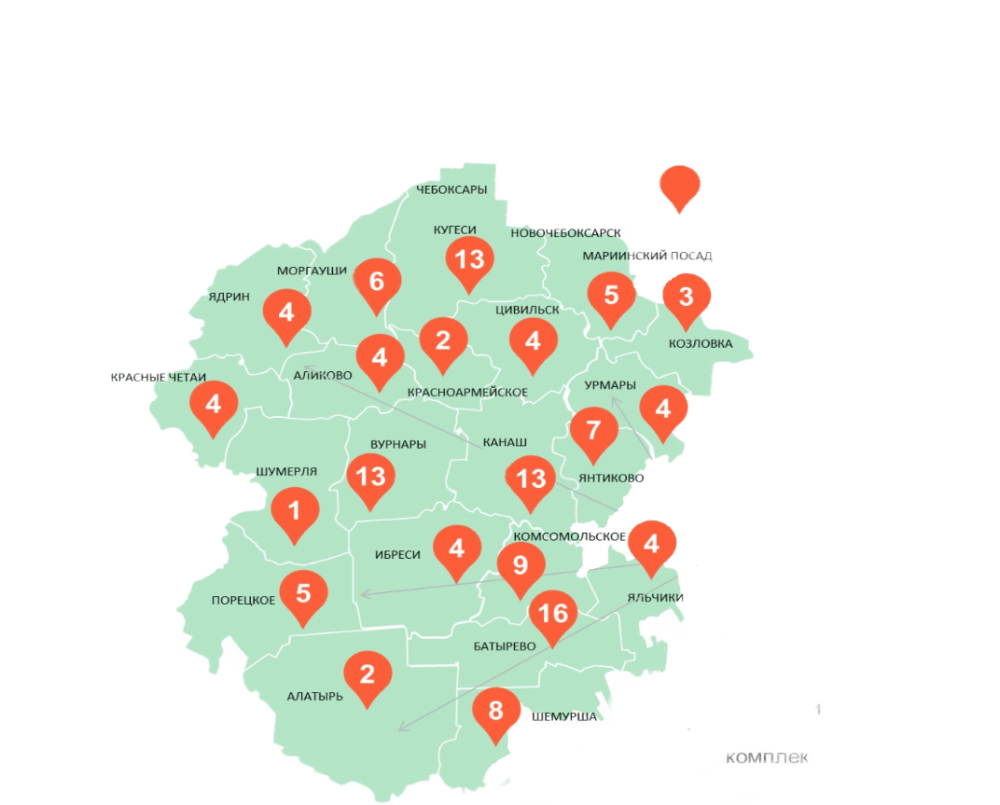 ЧЕБОКСАРЫ
КУГЕСИ
НОВОЧЕБОКСАРСК
13
МАРИИНСКИЙ ПОСАД
МОРГАУШИ
6
ЯДРИН
5
3
4
ЦИВИЛЬСК
2
4
КОЗЛОВКА
4
КРАСНЫЕ ЧЕТАИ
АЛИКОВО
КРАСНОАРМЕЙСКОЕ
УРМАРЫ
4
4
7
ВУРНАРЫ
КАНАШ
ШУМЕРЛЯ
13
13
ЯНТИКОВО
1
КОМСОМОЛЬСКОЕ
4
ИБРЕСИ
4
9
ПОРЕЦКОЕ
5
ЯЛЬЧИКИ
16
БАТЫРЕВО
2
АЛАТЫРЬ
8
ШЕМУРША
комплек